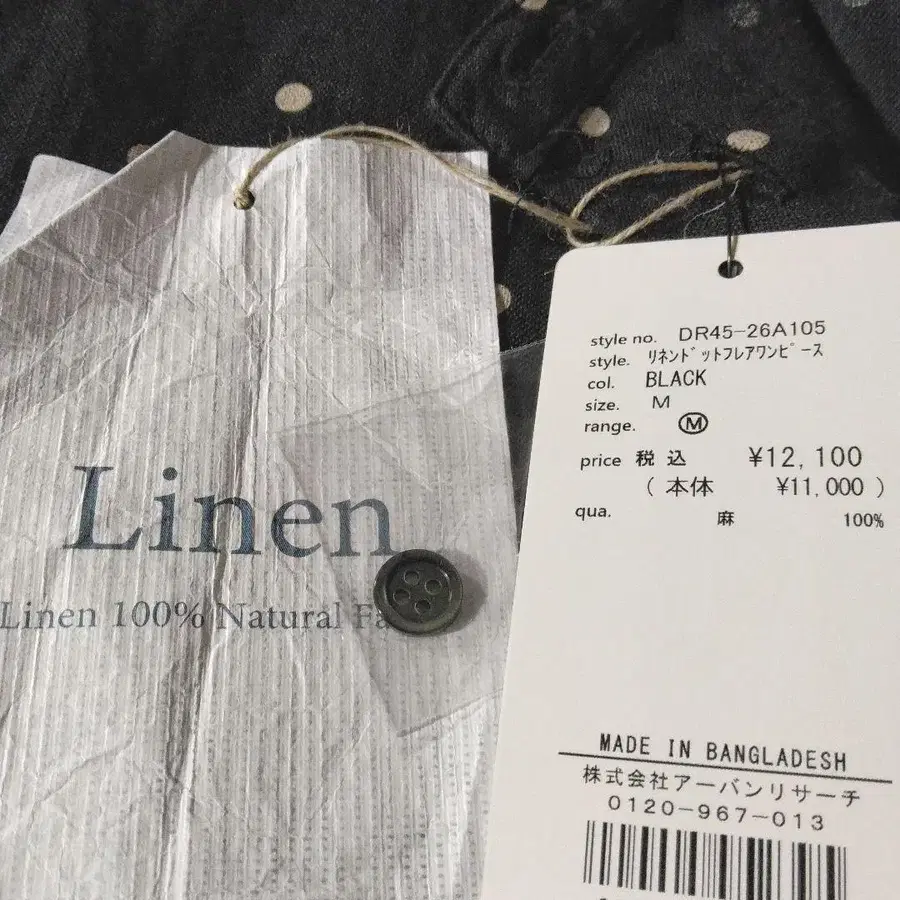 Linen
Linen 100% Natural Fa
style no. DR45-26A105
style. ﾘﾈﾝﾄﾞｯﾄﾌﾚｱﾜﾝﾋﾟｰｽ
col. BLACK
size. M
range. Ⓜ
price 税込 ¥12,100
(本体 ¥11,000)
qua. 麻 100%
MADE IN BANGLADESH
株式会社アーバンリサーチ
0120-967-013